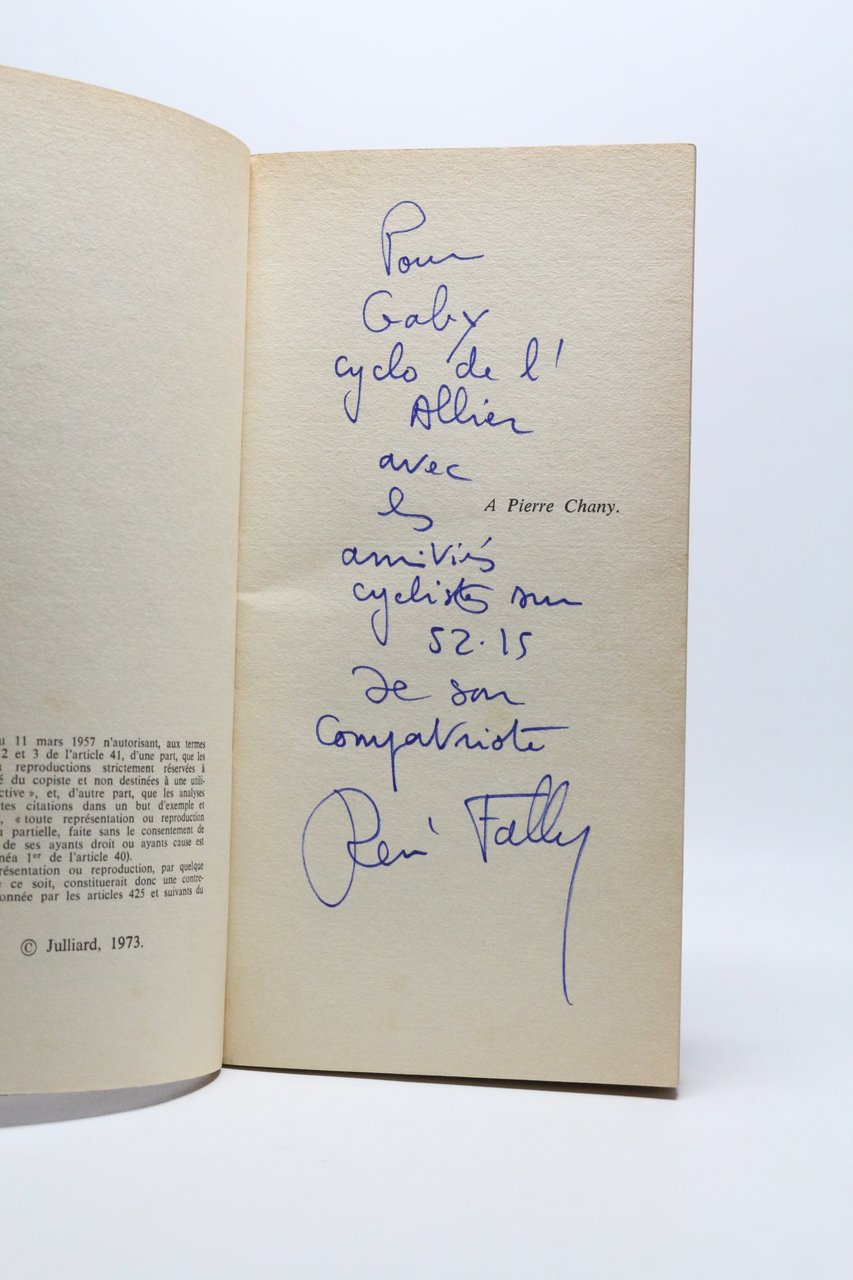 u 11 mars 1957 n'autorisant, aux termes
2 et 3 de l'article 41, d'une part, que les
reproductions strictement réservées à
du copiste et non destinées à une utili-
ctive », et, d'autre part, que les analyses
tes citations dans un but d'exemple et
, « toute représentation ou reproduction
partielle, faite sans le consentement de
de ses ayants droit ou ayants cause est
néa 1er de l'article 40).
résentation ou reproduction, par quelque
ce soit, constituerait donc une contre-
onnée par les articles 425 et suivants du
© Julliard, 1973.
Pour
Gaby
cyclo de l'
Allier
avec
les
A Pierre Chany.
amitiés
cyclistes sur
52.15
de son
Compatriote
René Fally